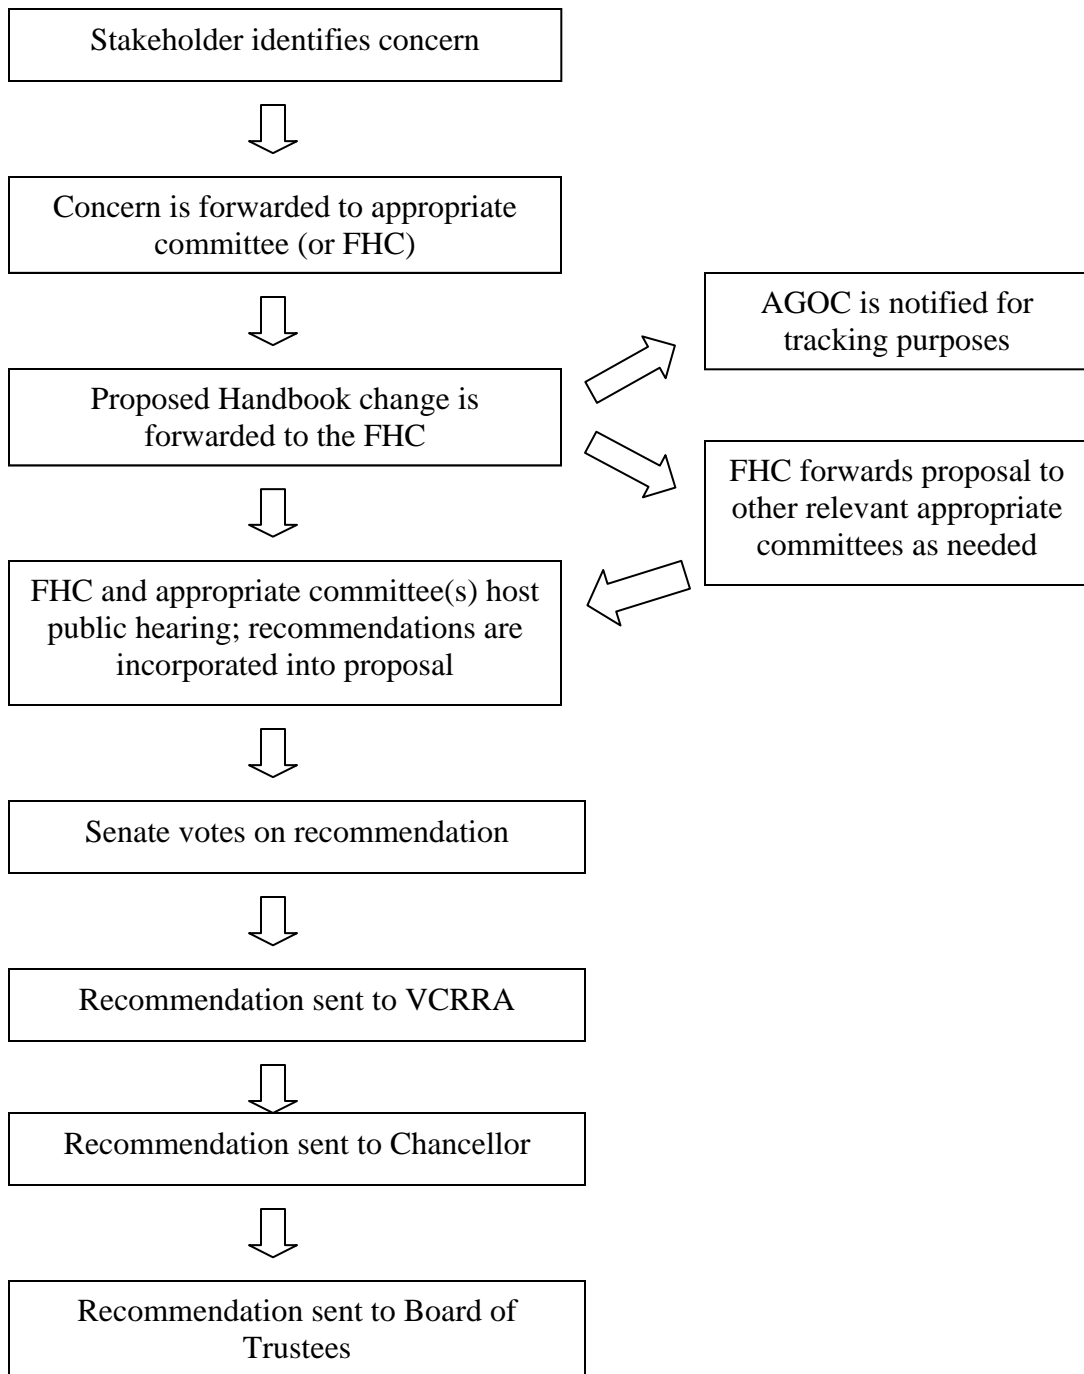 Stakeholder identifies concern
Concern is forwarded to appropriate
committee (or FHC)
AGOC is notified for
tracking purposes
Proposed Handbook change is
forwarded to the FHC
FHC forwards proposal to
other relevant appropriate
committees as needed
FHC and appropriate committee(s) host
public hearing; recommendations are
incorporated into proposal
Senate votes on recommendation
Recommendation sent to VCRRA
Recommendation sent to Chancellor
Recommendation sent to Board of
Trustees